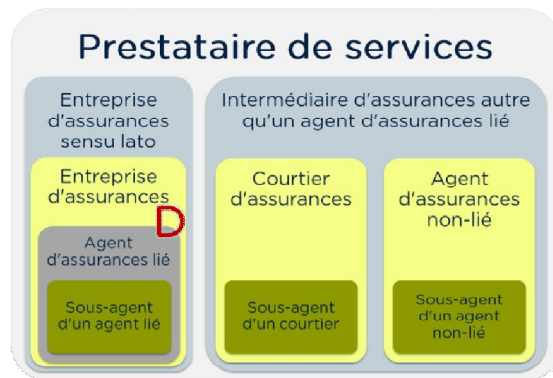 Prestataire de services
Entreprise
d'assurances
sensu lato
Entreprise
d'assurances
D
Agent
d'assurances lié
Sous-agent
d'un agent lié
Intermédiaire d'assurances autre
qu'un agent d'assurances lié
Courtier
d'assurances
Sous-agent
d'un courtier
Agent
d'assurances
non-lié
Sous-agent
d'un agent
non-lié